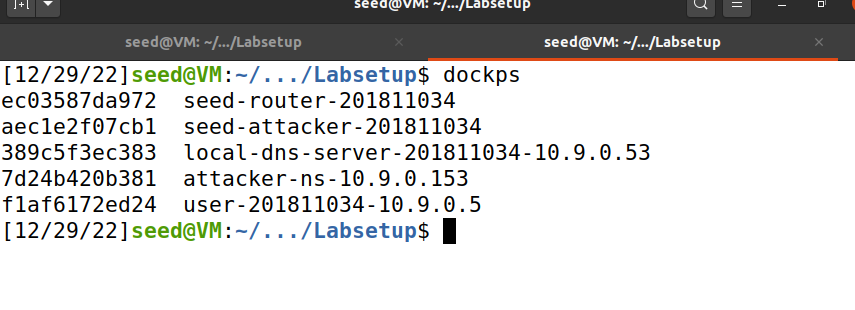 seed@VM: ~/.../Labsetup
seed@VM: ~/.../Labsetup
seed@VM: ~/.../Labsetup
[12/29/22]seed@VM:~/.../Labsetup$ dockps
ec03587da972  seed-router-201811034
aec1e2f07cb1  seed-attacker-201811034
389c5f3ec383  local-dns-server-201811034-10.9.0.53
7d24b420b381  attacker-ns-10.9.0.153
f1af6172ed24  user-201811034-10.9.0.5
[12/29/22]seed@VM:~/.../Labsetup$